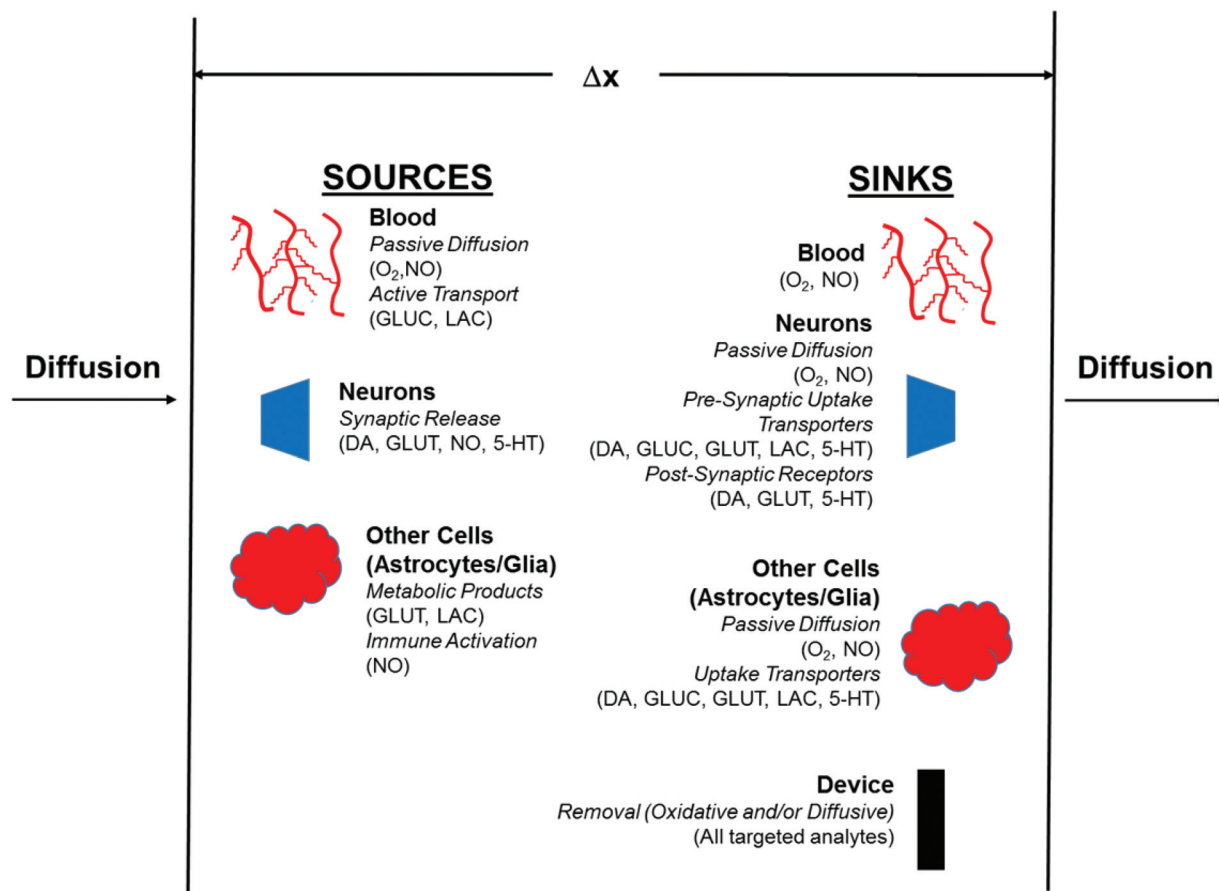 Δx
SOURCES
Blood
Passive Diffusion
(O₂,NO)
Active Transport
(GLUC, LAC)
Neurons
Synaptic Release
(DA, GLUT, NO, 5-HT)
Other Cells
(Astrocytes/Glia)
Metabolic Products
(GLUT, LAC)
Immune Activation
(NO)
SINKS
Blood
(O₂, NO)
Neurons
Passive Diffusion
(O₂, NO)
Pre-Synaptic Uptake
Transporters
(DA, GLUC, GLUT, LAC, 5-HT)
Post-Synaptic Receptors
(DA, GLUT, 5-HT)
Other Cells
(Astrocytes/Glia)
Passive Diffusion
(O₂, NO)
Uptake Transporters
(DA, GLUC, GLUT, LAC, 5-HT)
Device
Removal (Oxidative and/or Diffusive)
(All targeted analytes)
Diffusion
Diffusion